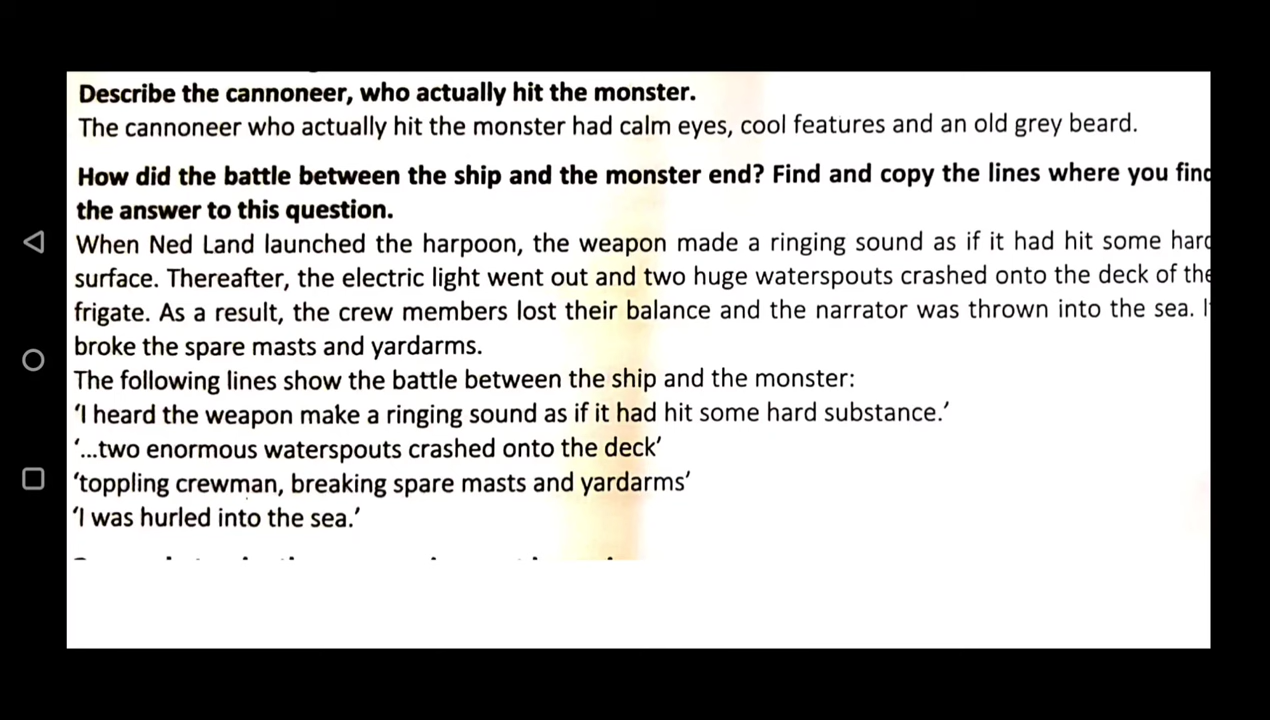 Describe the cannoneer, who actually hit the monster.
The cannoneer who actually hit the monster had calm eyes, cool features and an old grey beard.
How did the battle between the ship and the monster end? Find and copy the lines where you find
the answer to this question.
When Ned Land launched the harpoon, the weapon made a ringing sound as if it had hit some hard
surface. Thereafter, the electric light went out and two huge waterspouts crashed onto the deck of the
frigate. As a result, the crew members lost their balance and the narrator was thrown into the sea. It
broke the spare masts and yardarms.
The following lines show the battle between the ship and the monster:
‘I heard the weapon make a ringing sound as if it had hit some hard substance.’
‘...two enormous waterspouts crashed onto the deck’
‘toppling crewman, breaking spare masts and yardarms’
‘I was hurled into the sea.’